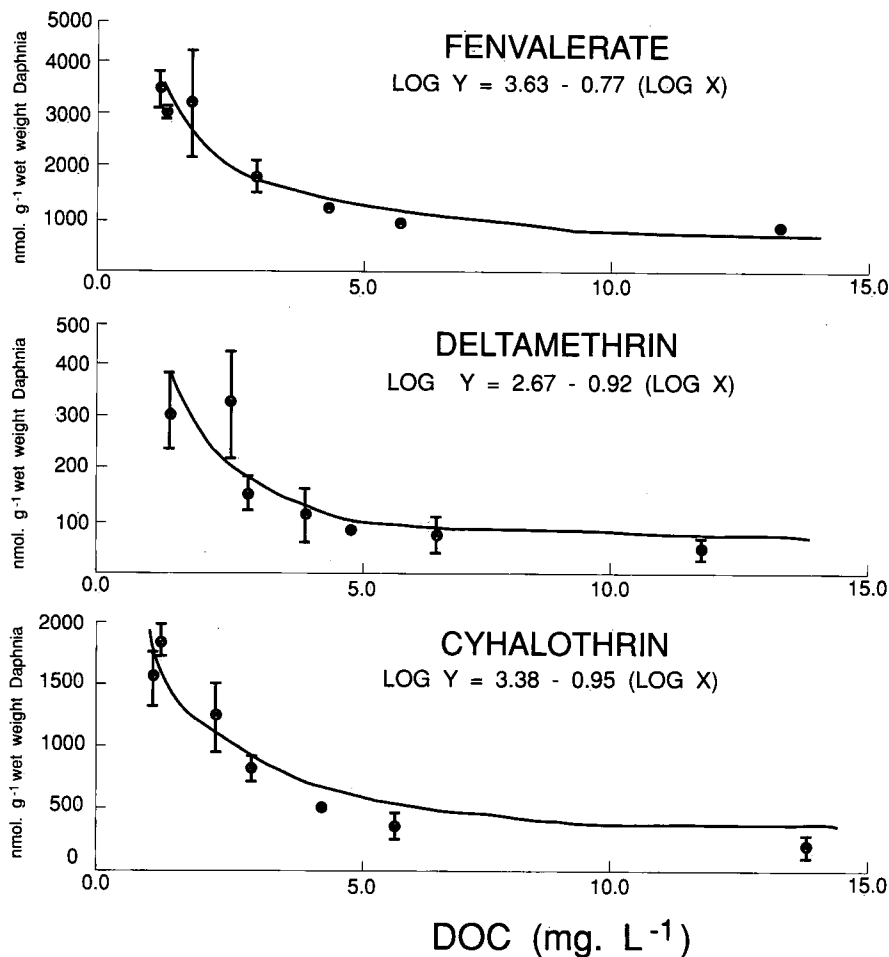 FENVALERATE
LOG Y = 3.63 - 0.77 (LOG X)
nmol. g-1 wet weight Daphnia
5000
4000
3000
2000
1000
0
0.0
5.0
10.0
15.0
DELTAMETHRIN
LOG Y = 2.67 - 0.92 (LOG X)
nmol. g-1 wet weight Daphnia
500
400
300
200
100
0
0.0
5.0
10.0
15.0
CYHALOTHRIN
LOG Y = 3.38 - 0.95 (LOG X)
nmol. g-1 wet weight Daphnia
2000
1500
1000
500
0
0.0
5.0
10.0
15.0
DOC (mg. L-1)